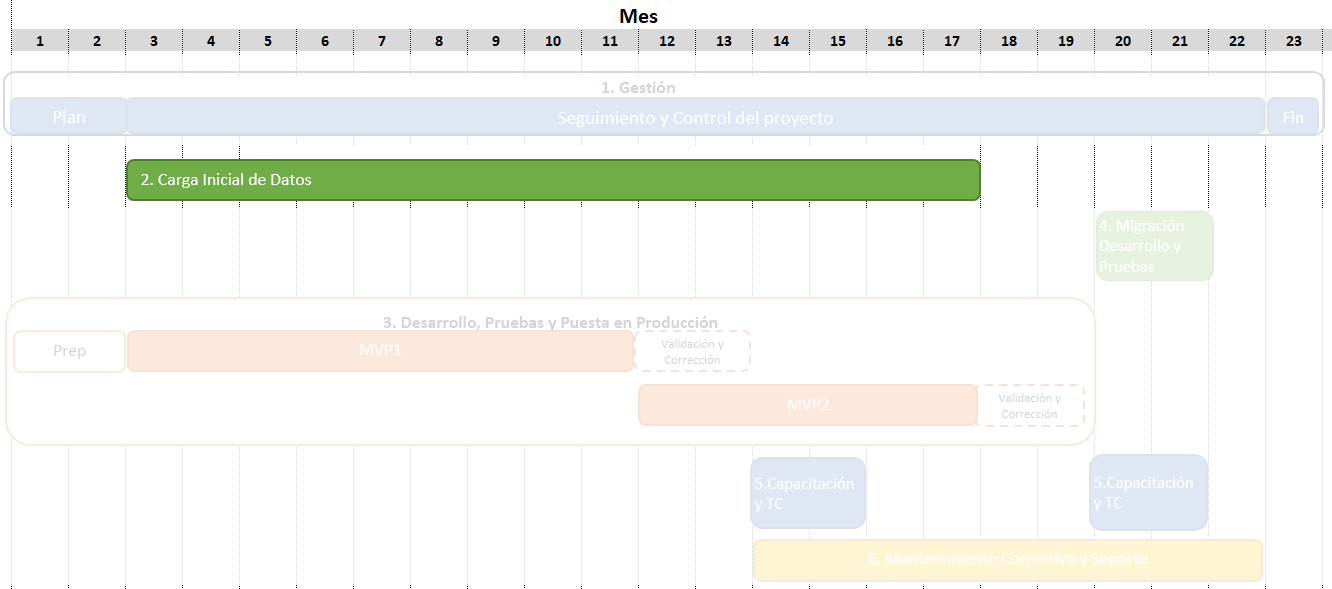 Mes
1 2 3 4 5 6 7 8 9 10 11 12 13 14 15 16 17 18 19 20 21 22 23
1. Gestión
Plan
Seguimiento y Control del proyecto
Fin
2. Carga Inicial de Datos
4. Migración
Desarrollo y
Pruebas
3. Desarrollo, Pruebas y Puesta en Producción
Prep
MVP1
Validación y
Corrección
MVP2
Validación y
Corrección
5.Capacitación
y TC
5.Capacitación
y TC
6. Mantenimiento Correctivo y Soporte